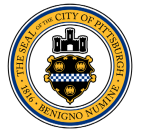 · THE SEAL OF THE CITY OF PITTSBURGH ·
1816 · BENIGNO NUMINE